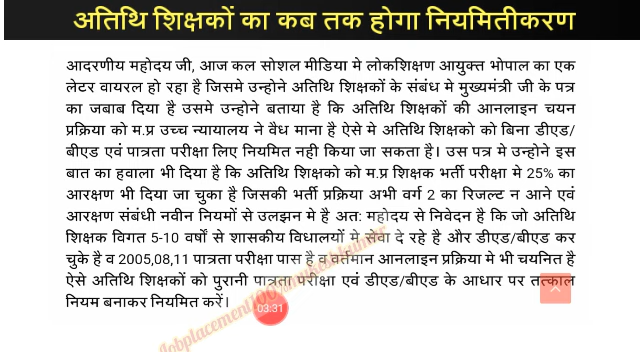 अतिथि शिक्षकों का कब तक होगा नियमितीकरण
आदरणीय महोदय जी, आज कल सोशल मीडिया मे लोकशिक्षण आयुक्त भोपाल का एक
लेटर वायरल हो रहा है जिसमे उन्होने अतिथि शिक्षकों के संबंध मे मुख्यमंत्री जी के पत्र
का जबाब दिया है उसमे उन्होने बताया है कि अतिथि शिक्षकों की आनलाइन चयन
प्रक्रिया को म.प्र उच्च न्यायालय ने वैध माना है ऐसे मे अतिथि शिक्षको को बिना डीएड/
बीएड एवं पात्रता परीक्षा लिए नियमित नही किया जा सकता है। उस पत्र मे उन्होने इस
बात का हवाला भी दिया है कि अतिथि शिक्षको को म.प्र शिक्षक भर्ती परीक्षा मे 25% का
आरक्षण भी दिया जा चुका है जिसकी भर्ती प्रक्रिया अभी वर्ग 2 का रिजल्ट न आने एवं
आरक्षण संबंधी नवीन नियमों से उलझन मे है अत: महोदय से निवेदन है कि जो अतिथि
शिक्षक विगत 5-10 वर्षो से शासकीय विधालयों मे सेवा दे रहे है और डीएड/बीएड कर
चुके है व 2005,08,11 पात्रता परीक्षा पास है व वर्तमान आनलाइन प्रक्रिया मे भी चयनित है
ऐसे अतिथि शिक्षकों को पुरानी पात्रता परीक्षा एवं डीएड/बीएड के आधार पर तत्काल
नियम बनाकर नियमित करें।
03:31